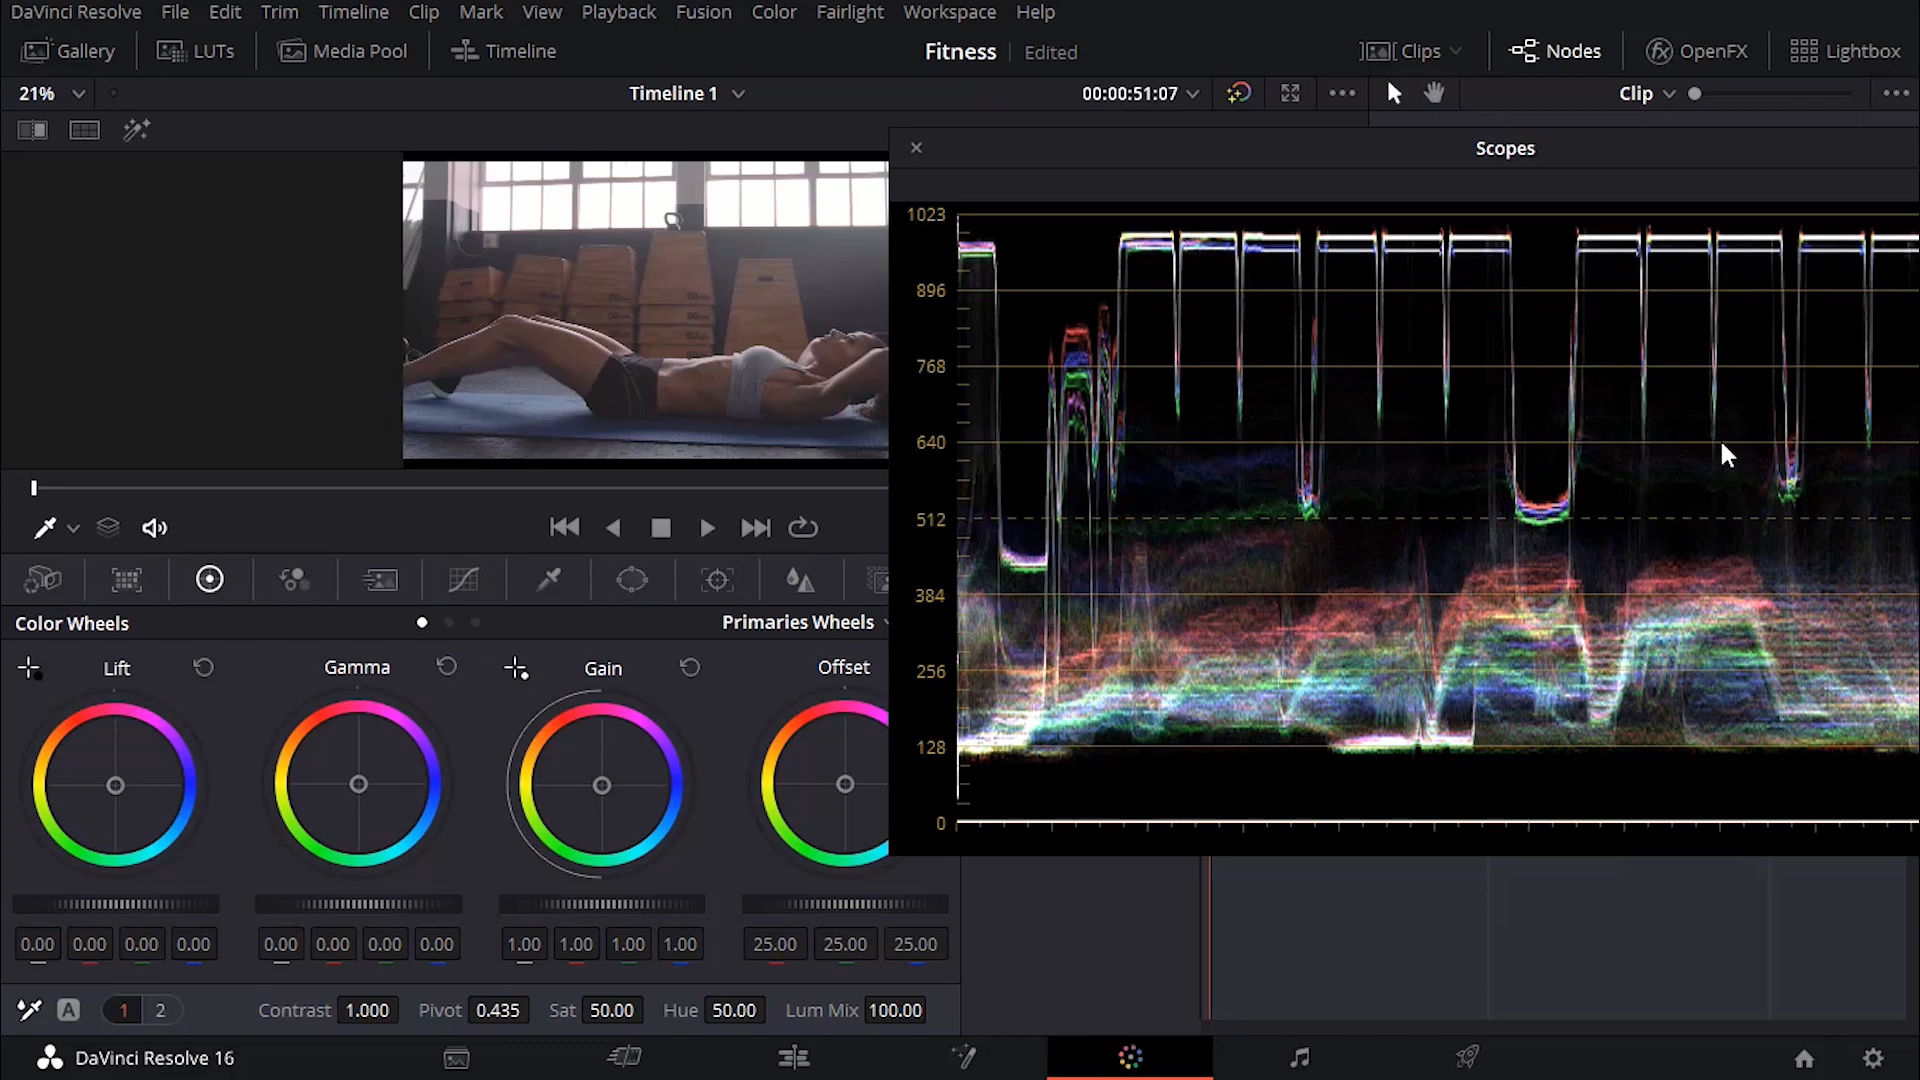 DaVinci Resolve File Edit Trim Timeline Clip Mark View Playback Fusion Color Fairlight Workspace Help
Gallery LUTs Media Pool Timeline Fitness Edited Clips Nodes OpenFX Lightbox
21% Timeline 1 00:00:51:07 Clip
Scopes
1023
896
768
640
512
384
256
128
0
Color Wheels Primaries Wheels
Lift Gamma Gain Offset
0.00 0.00 0.00 0.00 0.00 0.00 0.00 0.00 1.00 1.00 1.00 1.00 25.00 25.00 25.00
A 1 2 Contrast 1.000 Pivot 0.435 Sat 50.00 Hue 50.00 Lum Mix 100.00
DaVinci Resolve 16